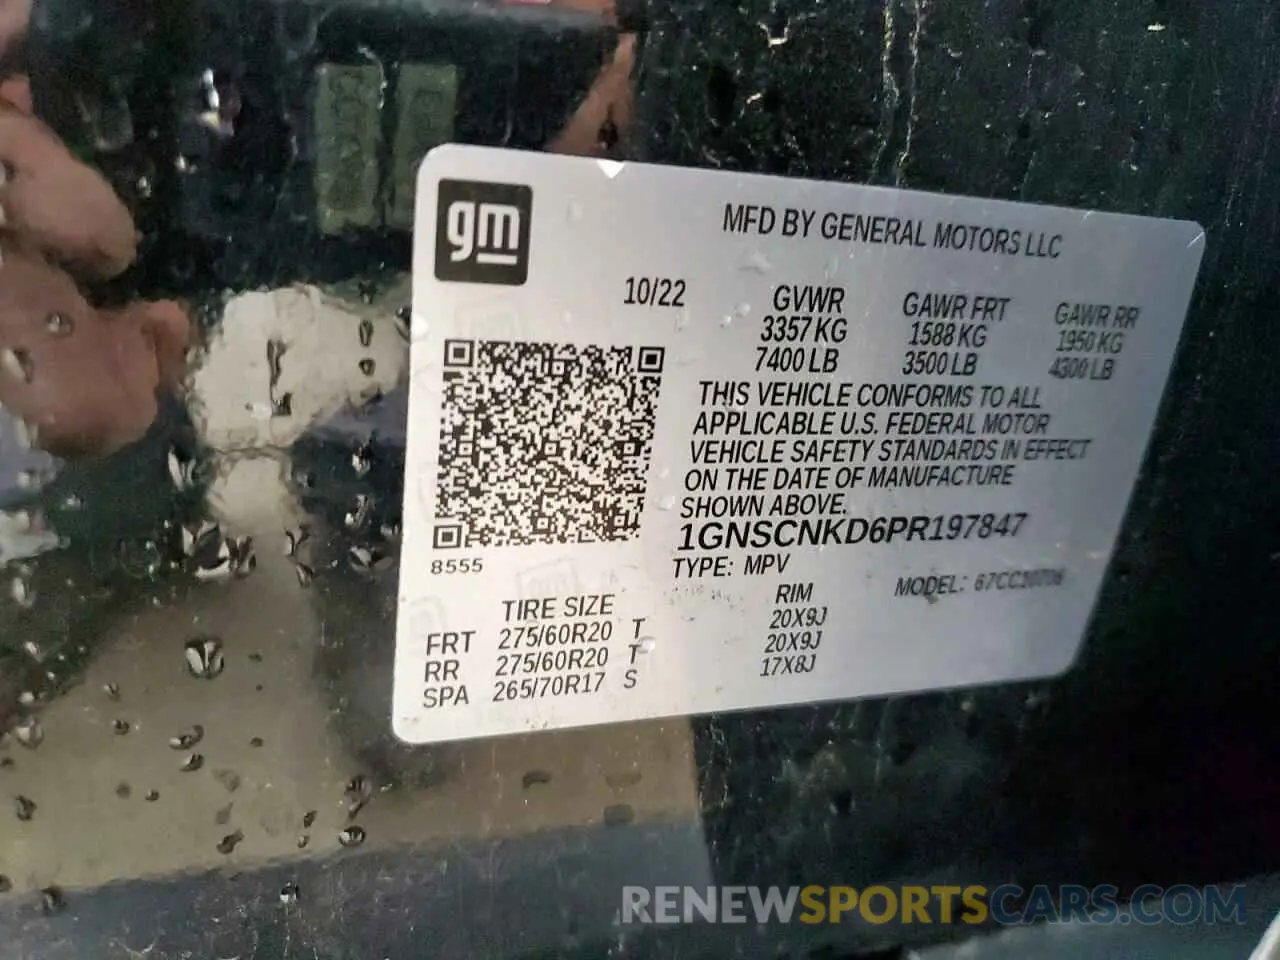 gm
MFD BY GENERAL MOTORS LLC
10/22 GVWR GAWR FRT GAWR RR
3357 KG 1588 KG 1950 KG
7400 LB 3500 LB 4300 LB
THIS VEHICLE CONFORMS TO ALL
APPLICABLE U.S. FEDERAL MOTOR
VEHICLE SAFETY STANDARDS IN EFFECT
ON THE DATE OF MANUFACTURE
SHOWN ABOVE.
1GNSCNKD6PR197847
8555
TYPE: MPV MODEL:
TIRE SIZE RIM
FRT 275/60R20 T 20X9J
RR 275/60R20 T 20X9J
SPA 265/70R17 S 17X8J
RENEWSPORTSCARS.COM